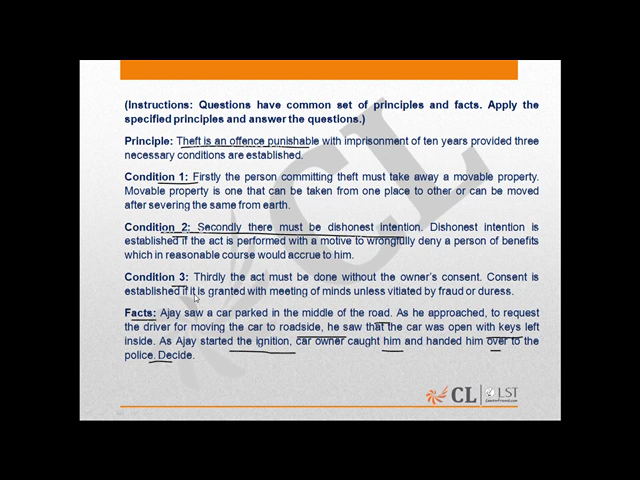 (Instructions: Questions have common set of principles and facts. Apply the
specified principles and answer the questions.)
Principle: Theft is an offence punishable with imprisonment of ten years provided three
necessary conditions are established.
Condition 1: Firstly the person committing theft must take away a movable property.
Movable property is one that can be taken from one place to other or can be moved
after severing the same from earth.
Condition 2: Secondly there must be dishonest intention. Dishonest intention is
established if the act is performed with a motive to wrongfully deny a person of benefits
which in reasonable course would accrue to him.
Condition 3: Thirdly the act must be done without the owner's consent. Consent is
established if it is granted with meeting of minds unless vitiated by fraud or duress.
Facts: Ajay saw a car parked in the middle of the road. As he approached, to request
the driver for moving the car to roadside, he saw that the car was open with keys left
inside. As Ajay started the ignition, car owner caught him and handed him over to the
police. Decide.
CL
CL LST